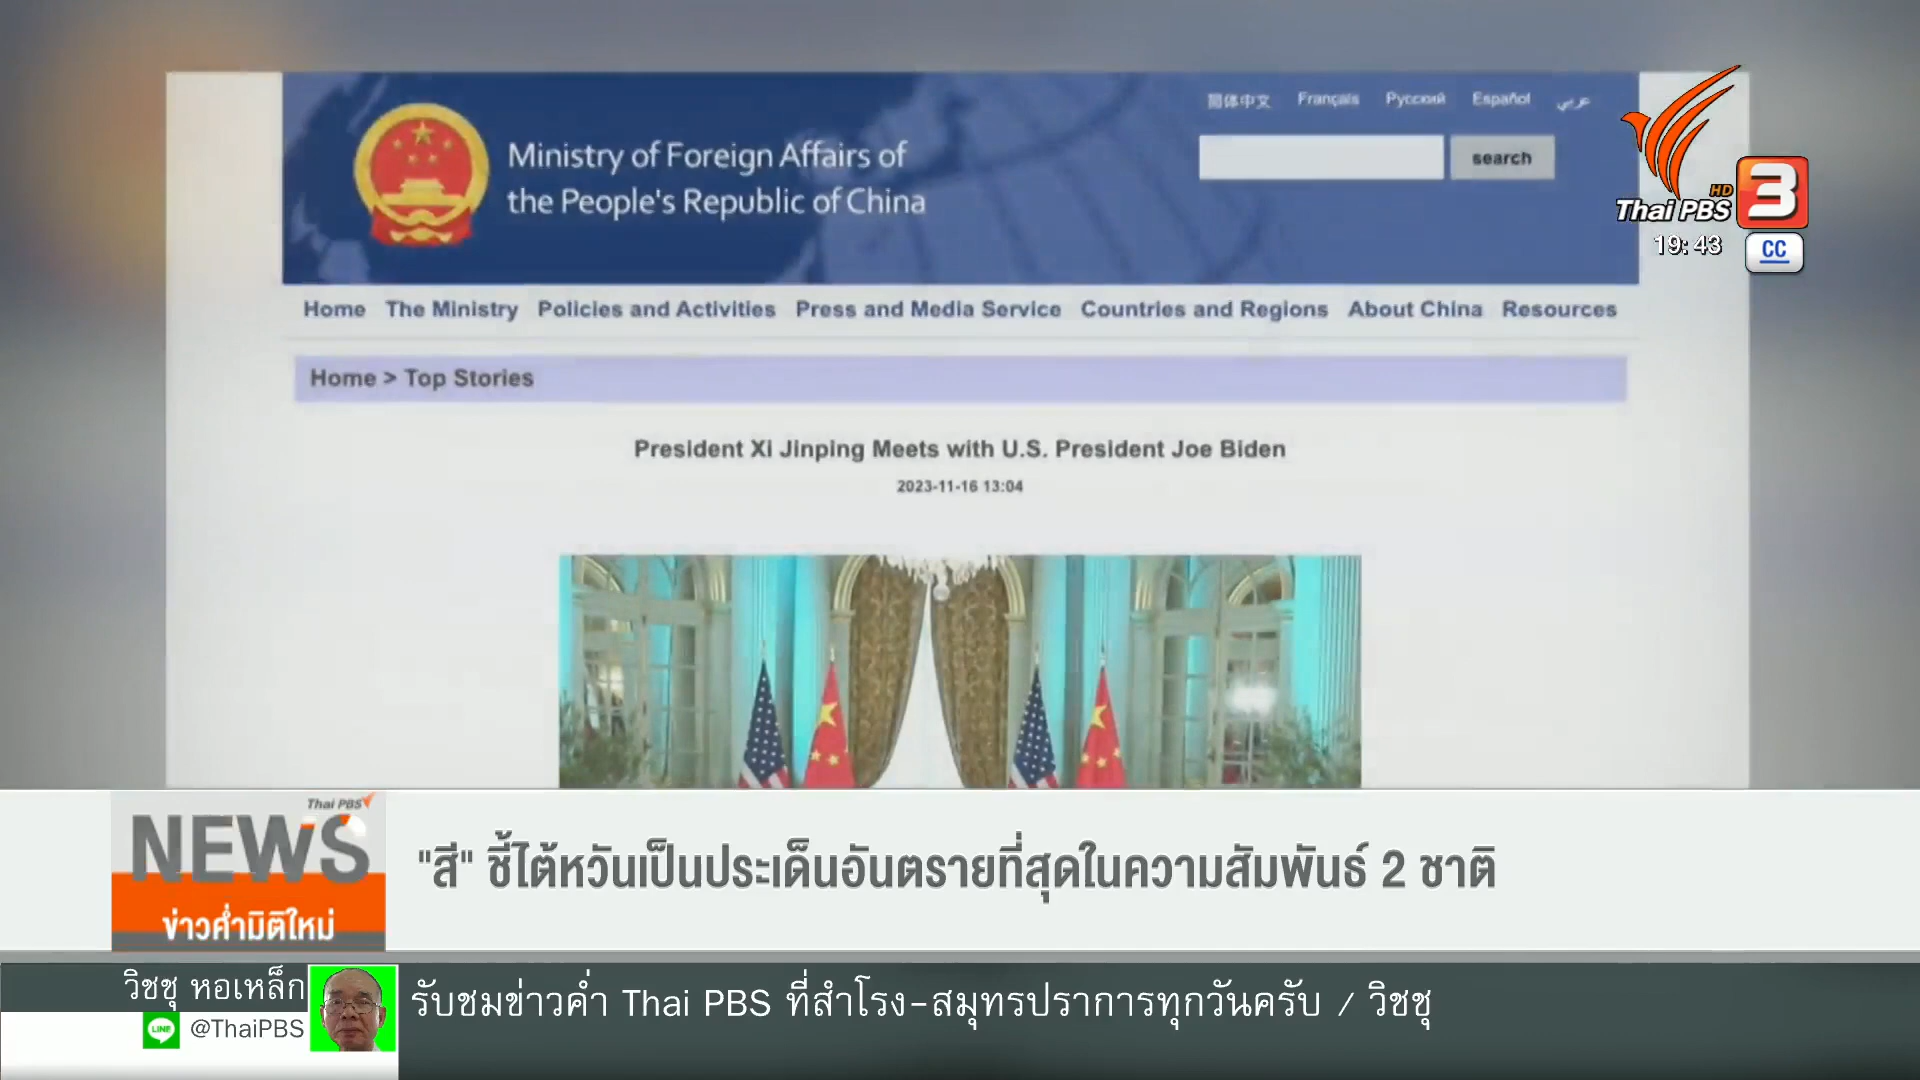 简体中文 Français Русский Español عربي
Ministry of Foreign Affairs of
the People's Republic of China
search
HD
Thai PBS
3
19:43
CC
Home The Ministry Policies and Activities Press and Media Service Countries and Regions About China Resources
Home > Top Stories
President Xi Jinping Meets with U.S. President Joe Biden
2023-11-16 13:04
Thai PBS
NEWS
ข่าวค่ำมิติใหม่
"สี" ชี้ไต้หวันเป็นประเด็นอันตรายที่สุดในความสัมพันธ์ 2 ชาติ
วิชชุ หอเหล็ก
LINE @ThaiPBS
รับชมข่าวค่ำ Thai PBS ที่สำโรง-สมุทรปราการทุกวันครับ / วิชชุ